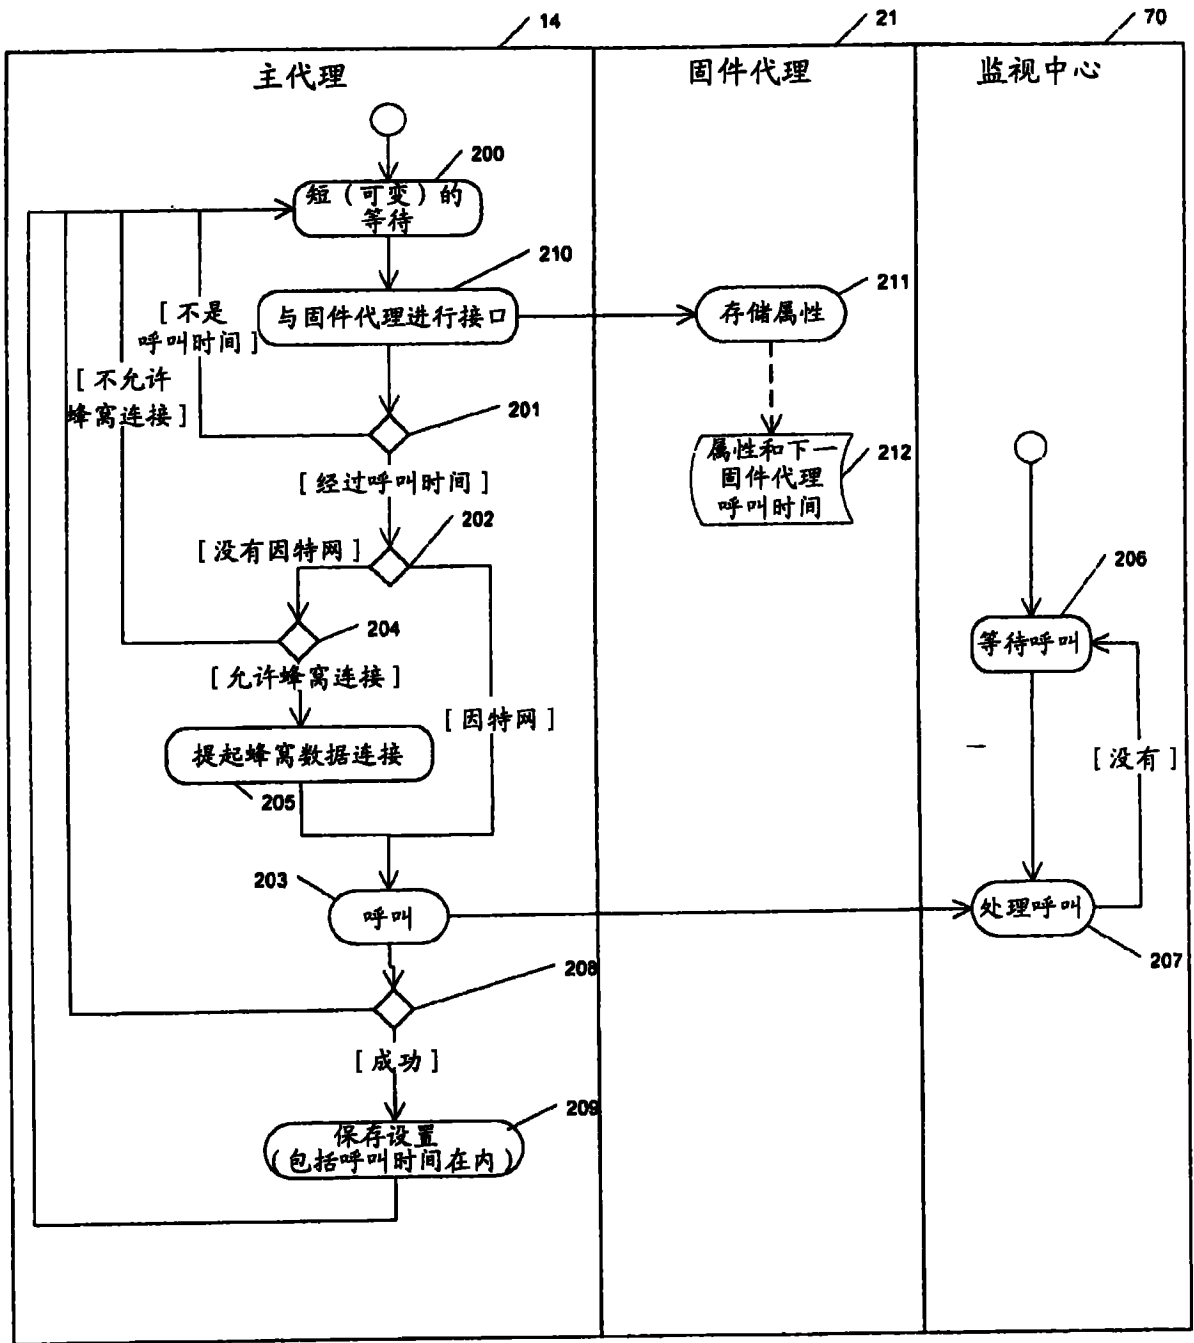 14
21
70
主代理
固件代理
监视中心
200
短（可变）的
等待
210
与固件代理进行接口
211
存储属性
[不是
呼叫时间]
[不允许
蜂窝连接]
201
212
属性和下一
固件代理
呼叫时间
[经过呼叫时间]
202
[没有因特网]
204
206
等待呼叫
[允许蜂窝连接]
[因特网]
提起蜂窝数据连接
205
[没有]
203
呼叫
处理呼叫
207
208
[成功]
209
保存设置
(包括呼叫时间在内)